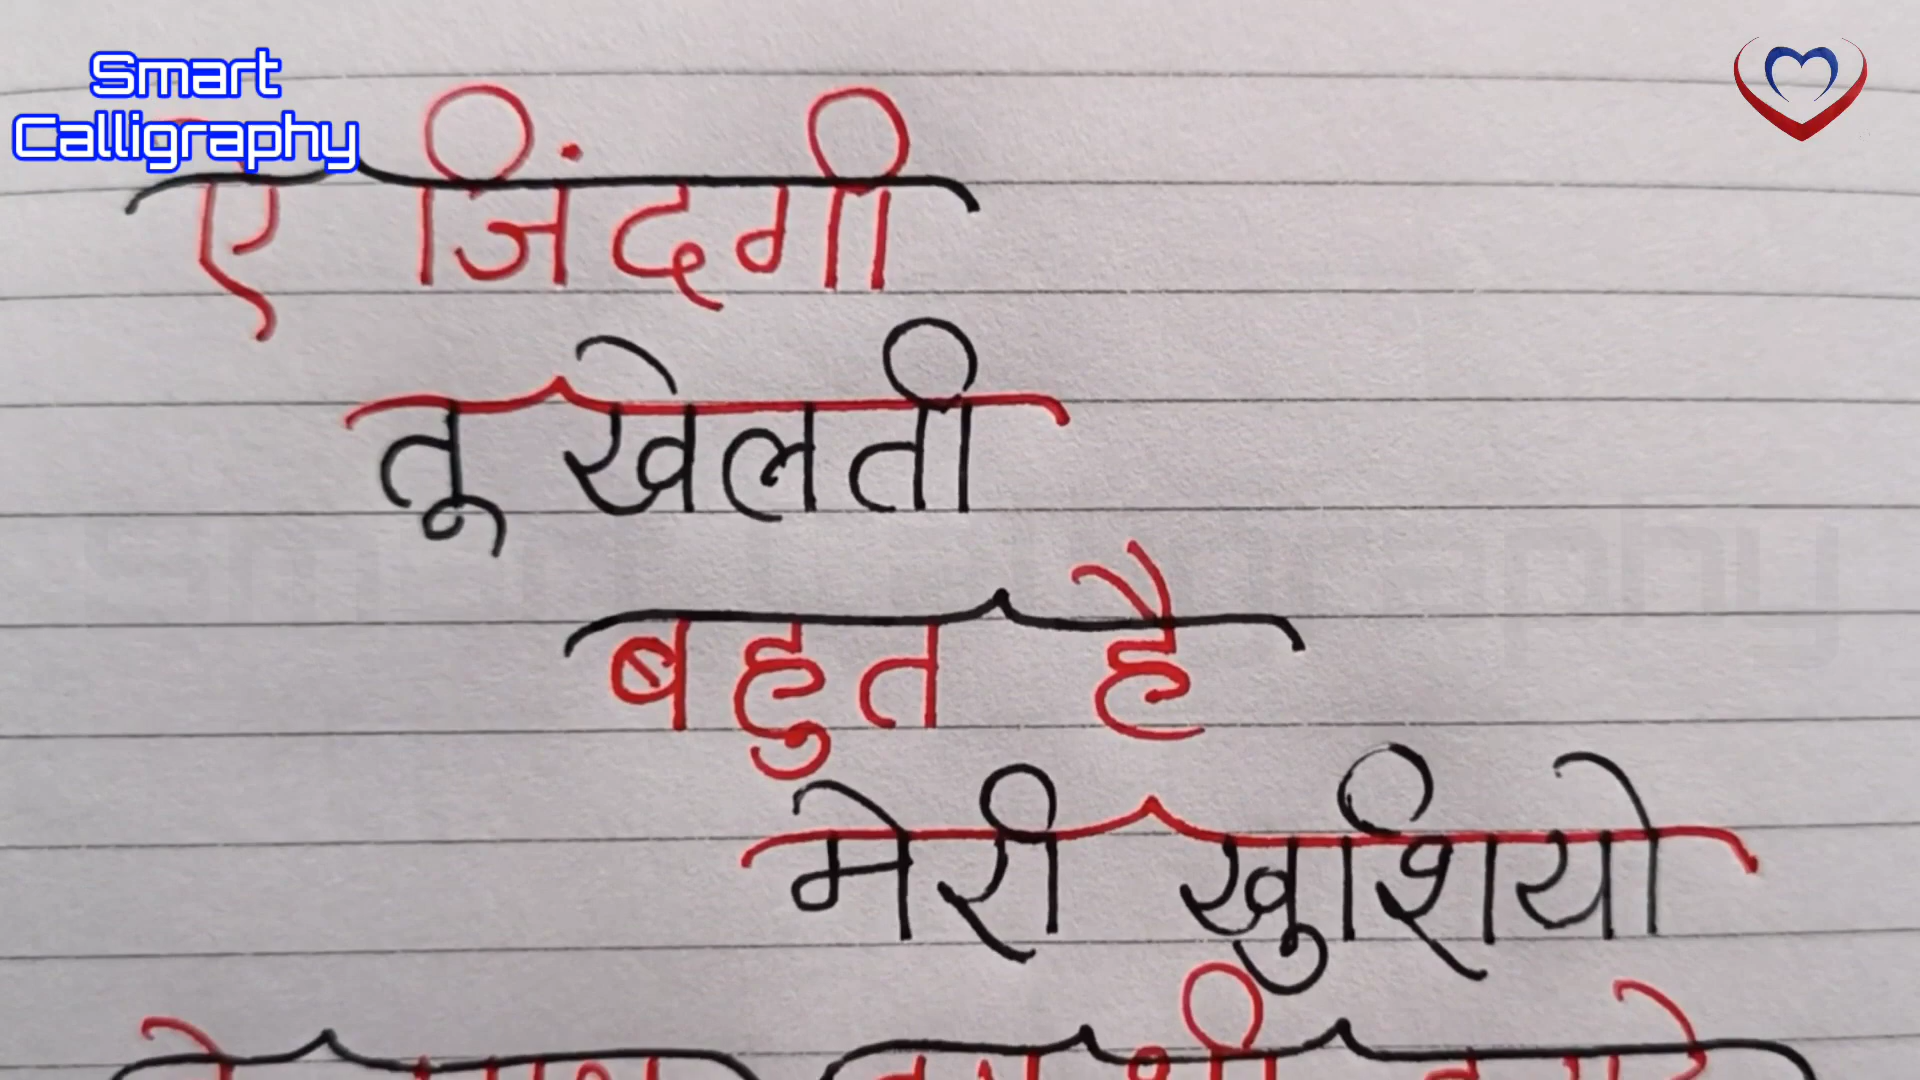 Smart
Calligraphy
ऐ जिंदगी
तू खेलती
बहुत है
मेरी खुशियो